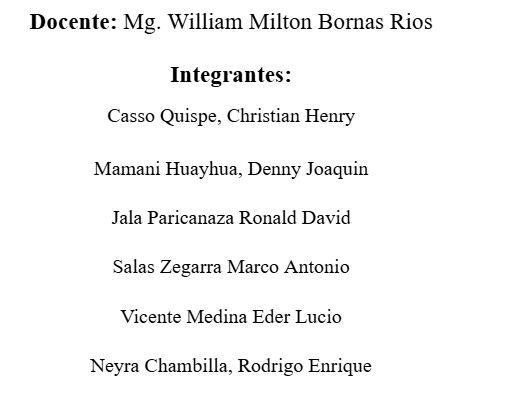 Docente: Mg. William Milton Bornas Rios
Integrantes:
Casso Quispe, Christian Henry
Mamani Huayhua, Denny Joaquin
Jala Paricanaza Ronald David
Salas Zegarra Marco Antonio
Vicente Medina Eder Lucio
Neyra Chambilla, Rodrigo Enrique